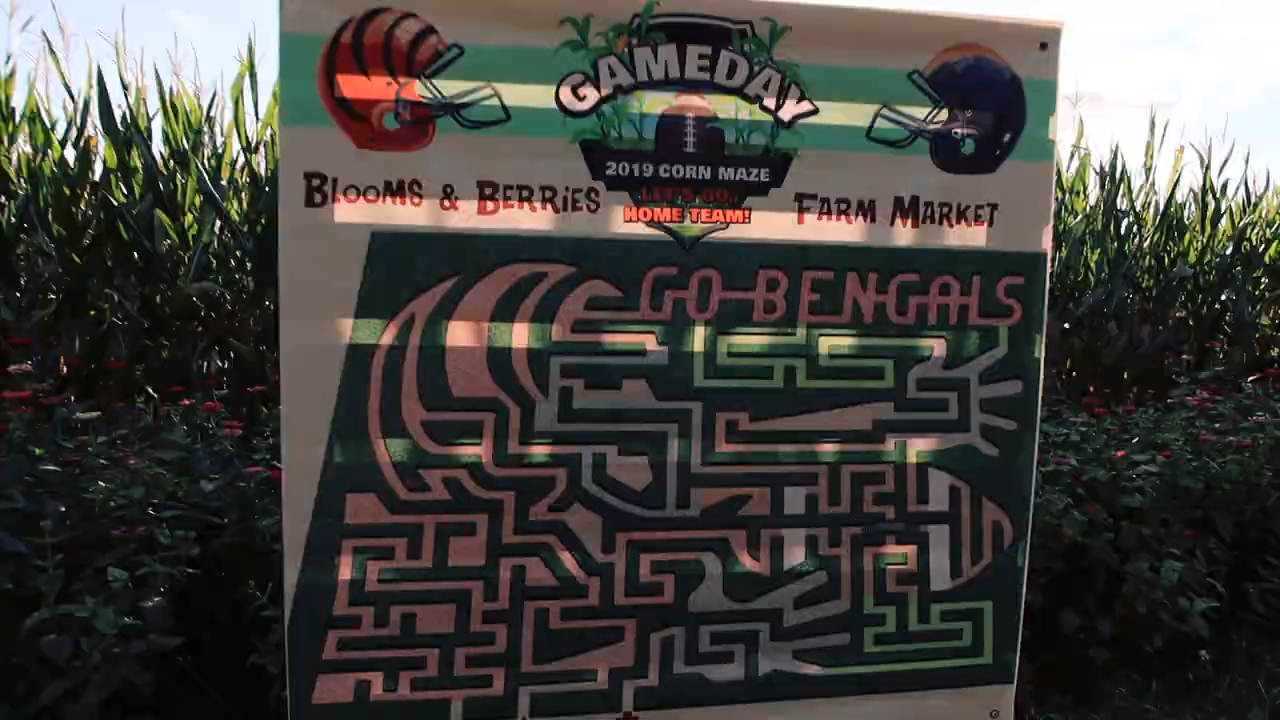 GAMEDAY
2019 CORN MAZE
LET'S GO,
HOME TEAM!
BLOOMS & BERRIES FARM MARKET
GO BENGALS